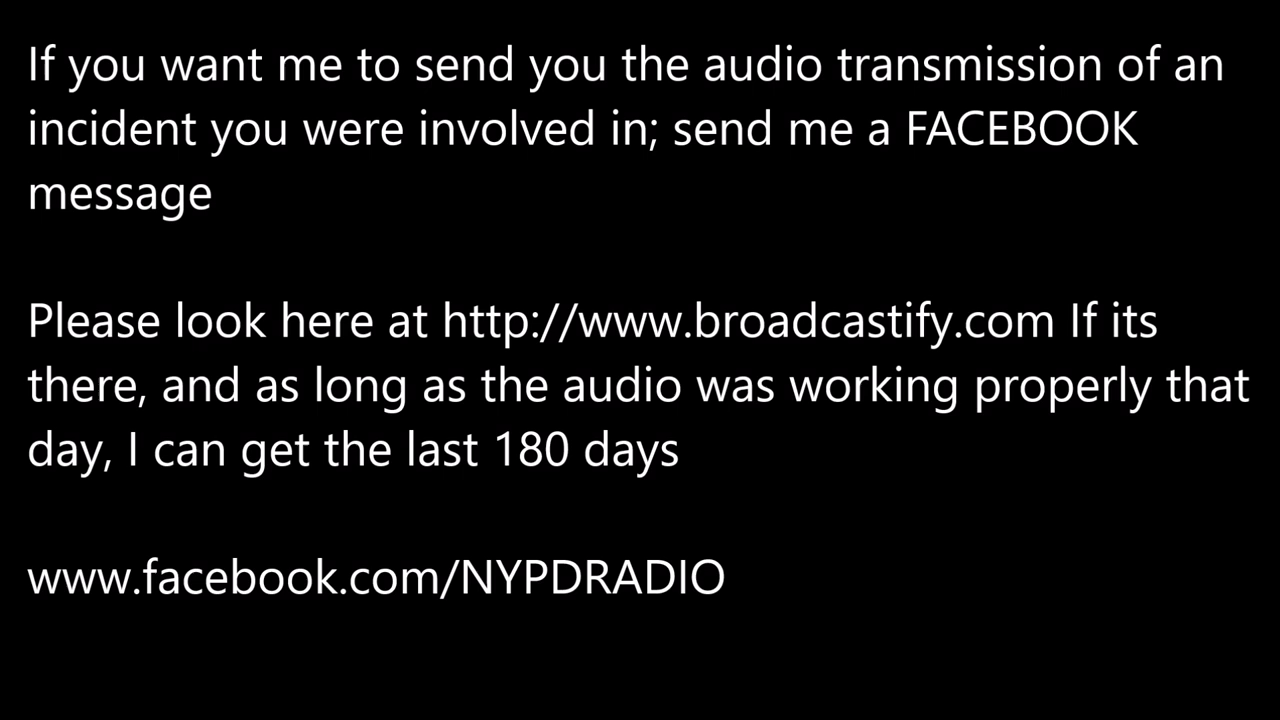 If you want me to send you the audio transmission of an
incident you were involved in; send me a FACEBOOK
message
Please look here at http://www.broadcastify.com If its
there, and as long as the audio was working properly that
day, I can get the last 180 days
www.facebook.com/NYPDRADIO